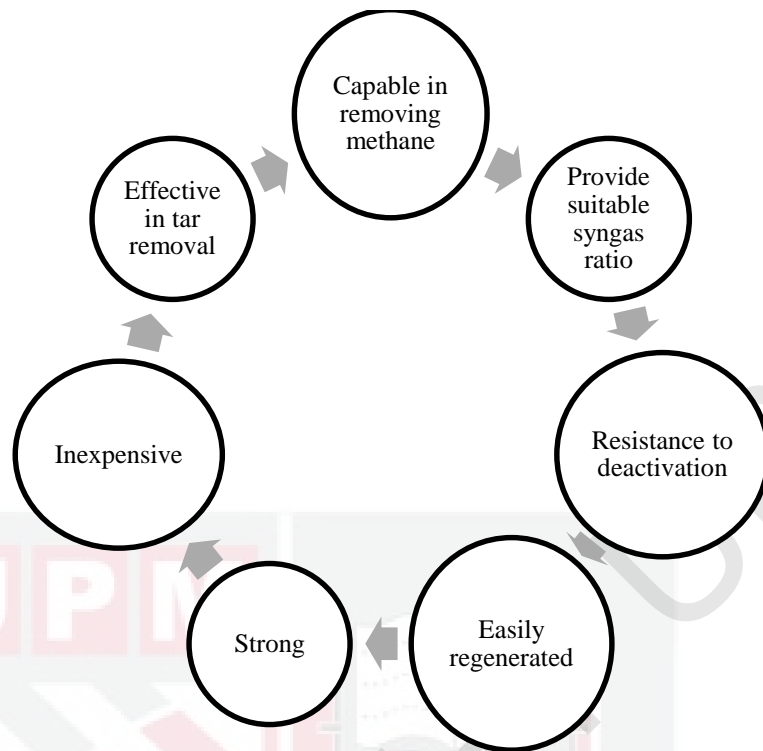 Capable in
removing
methane
Provide
suitable
syngas
ratio
Resistance to
deactivation
Easily
regenerated
Strong
Inexpensive
Effective
in tar
removal
UPM